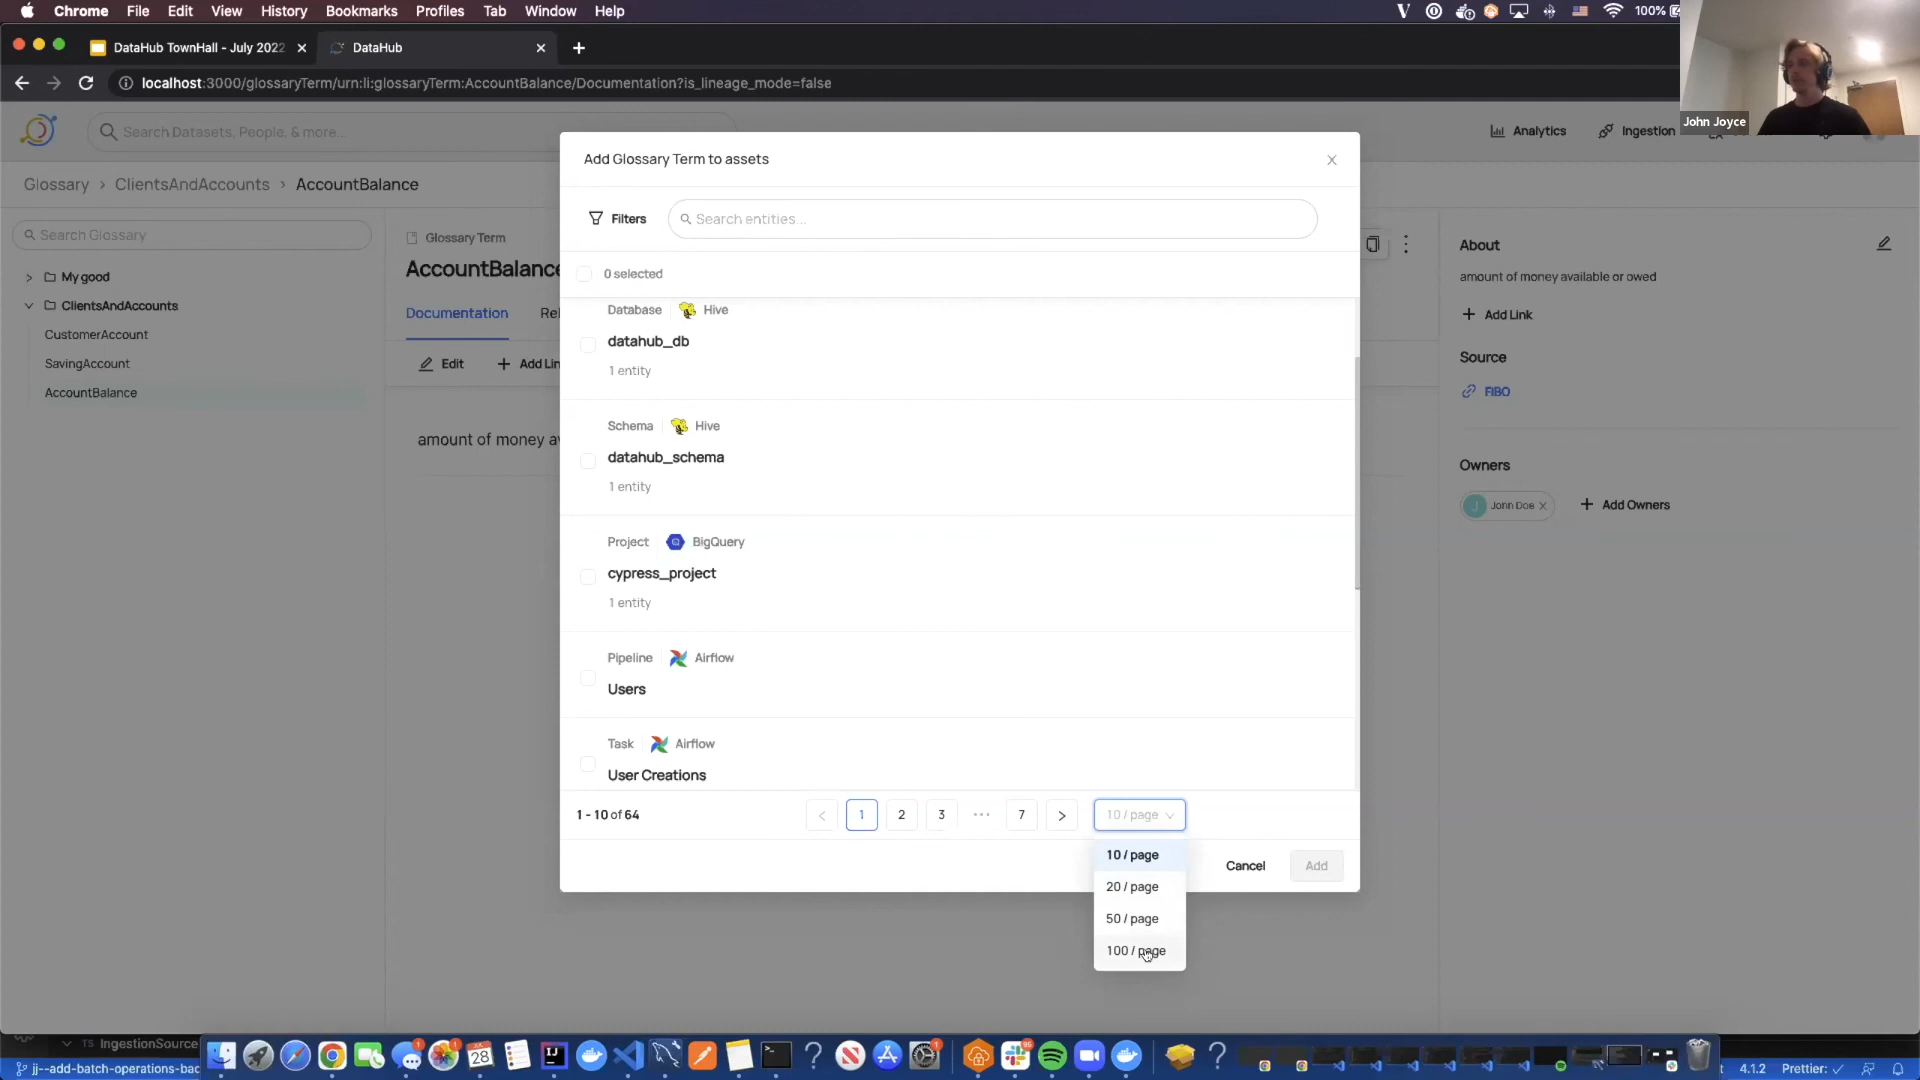 Chrome File Edit View History Bookmarks Profiles Tab Window Help
100%
DataHub TownHall - July 2022
DataHub
localhost:3000/glossaryTerm/urn:li:glossaryTerm:AccountBalance/Documentation?is_lineage_mode=false
John Joyce
Search Datasets, People, & more...
Analytics
Ingestion
Glossary > ClientsAndAccounts > AccountBalance
Search Glossary
My good
ClientsAndAccounts
CustomerAccount
SavingAccount
AccountBalance
Glossary Term
AccountBalance
Documentation
Edit
amount of money
Add Glossary Term to assets
Filters
Search entities...
0 selected
Database Hive
datahub_db
1 entity
Schema Hive
datahub_schema
1 entity
Project BigQuery
cypress_project
1 entity
Pipeline Airflow
Users
Task Airflow
User Creations
1 - 10 of 64
< 1 2 3 ••• 7 >
10 / page
10 / page
20 / page
50 / page
100 / page
Cancel
Add
About
amount of money available or owed
Add Link
Source
FIBO
Owners
J John Doe
Add Owners
TS IngestionSource
jj--add-batch-operations-bac
4.1.2
Prettier: ✓